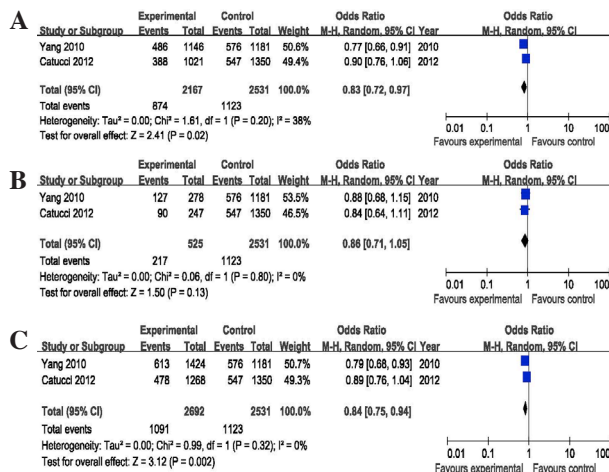 A
Experimental Control Odds Ratio Odds Ratio
Study or Subgroup Events Total Events Total Weight M-H, Random, 95% CI Year M-H, Random, 95% CI
Yang 2010 486 1146 576 1181 50.6% 0.77 [0.66, 0.91] 2010
Catucci 2012 388 1021 547 1350 49.4% 0.90 [0.76, 1.06] 2012
Total (95% CI) 2167 2531 100.0% 0.83 [0.72, 0.97]
Total events 874 1123
Heterogeneity: Tau² = 0.00; Chi² = 1.61, df = 1 (P = 0.20); I² = 38%
Test for overall effect: Z = 2.41 (P = 0.02)
0.01 0.1 1 10 100
Favours experimental Favours control
B
Experimental Control Odds Ratio Odds Ratio
Study or Subgroup Events Total Events Total Weight M-H, Random, 95% CI Year M-H, Random, 95% CI
Yang 2010 127 278 576 1181 53.5% 0.88 [0.68, 1.15] 2010
Catucci 2012 90 247 547 1350 46.5% 0.84 [0.64, 1.11] 2012
Total (95% CI) 525 2531 100.0% 0.86 [0.71, 1.05]
Total events 217 1123
Heterogeneity: Tau² = 0.00; Chi² = 0.06, df = 1 (P = 0.80); I² = 0%
Test for overall effect: Z = 1.50 (P = 0.13)
0.01 0.1 1 10 100
Favours experimental Favours control
C
Experimental Control Odds Ratio Odds Ratio
Study or Subgroup Events Total Events Total Weight M-H, Random, 95% CI Year M-H, Random, 95% CI
Yang 2010 613 1424 576 1181 50.7% 0.79 [0.68, 0.93] 2010
Catucci 2012 478 1268 547 1350 49.3% 0.89 [0.76, 1.04] 2012
Total (95% CI) 2692 2531 100.0% 0.84 [0.75, 0.94]
Total events 1091 1123
Heterogeneity: Tau² = 0.00; Chi² = 0.99, df = 1 (P = 0.32); I² = 0%
Test for overall effect: Z = 3.12 (P = 0.002)
0.01 0.1 1 10 100
Favours experimental Favours control